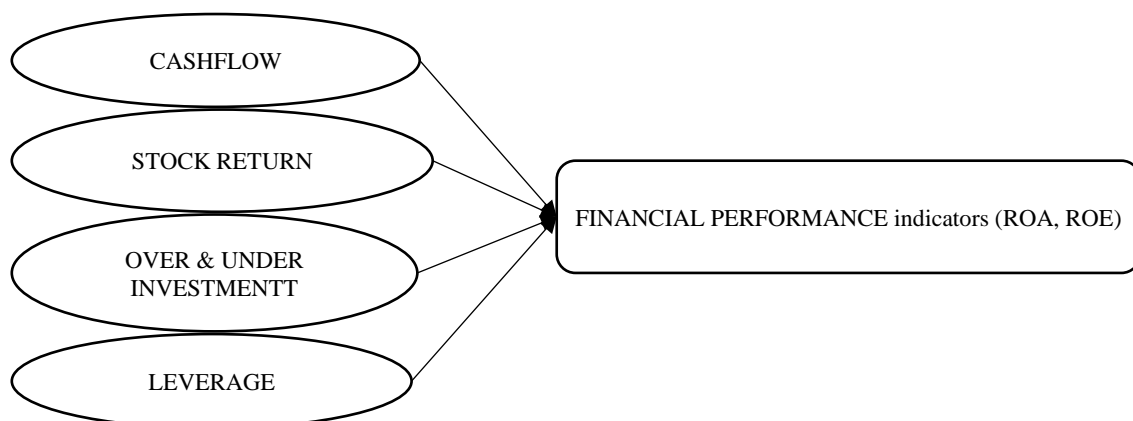 CASHFLOW
STOCK RETURN
OVER & UNDER
INVESTMENTT
LEVERAGE
FINANCIAL PERFORMANCE indicators (ROA, ROE)